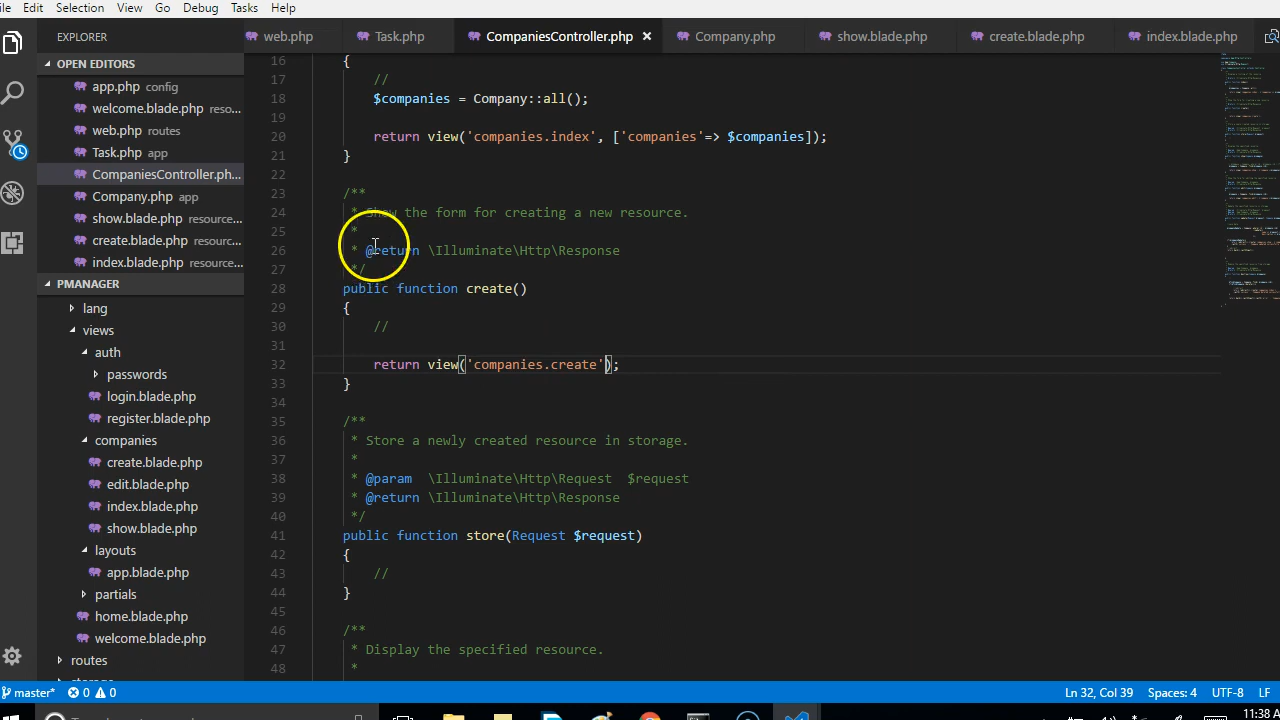 ile Edit Selection View Go Debug Tasks Help
EXPLORER
web.php Task.php CompaniesController.php × Company.php show.blade.php create.blade.php index.blade.php
OPEN EDITORS
app.php config
welcome.blade.php reso...
web.php routes
Task.php app
CompaniesController.ph...
Company.php app
show.blade.php resource...
create.blade.php resourc...
index.blade.php resource...
PMANAGER
lang
views
auth
passwords
login.blade.php
register.blade.php
companies
create.blade.php
edit.blade.php
index.blade.php
show.blade.php
layouts
app.blade.php
partials
home.blade.php
welcome.blade.php
routes
16 {
17 //
18 $companies = Company::all();
19
20 return view('companies.index', ['companies'=> $companies]);
21 }
22
23 /**
24 * Show the form for creating a new resource.
25 *
26 * @return \Illuminate\Http\Response
27 */
28 public function create()
29 {
30 //
31
32 return view('companies.create');
33 }
34
35 /**
36 * Store a newly created resource in storage.
37 *
38 * @param \Illuminate\Http\Request $request
39 * @return \Illuminate\Http\Response
40 */
41 public function store(Request $request)
42 {
43 //
44 }
45
46 /**
47 * Display the specified resource.
48 *
master* 0 0 Ln 32, Col 39 Spaces: 4 UTF-8 LF
11:38 A